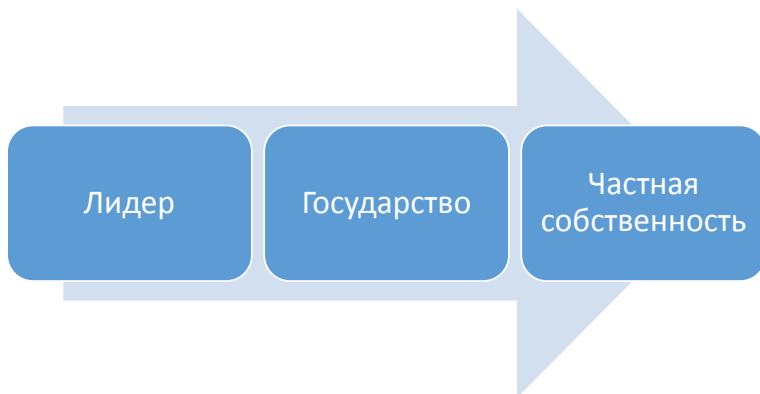 Лидер
Государство
Частная
собственность